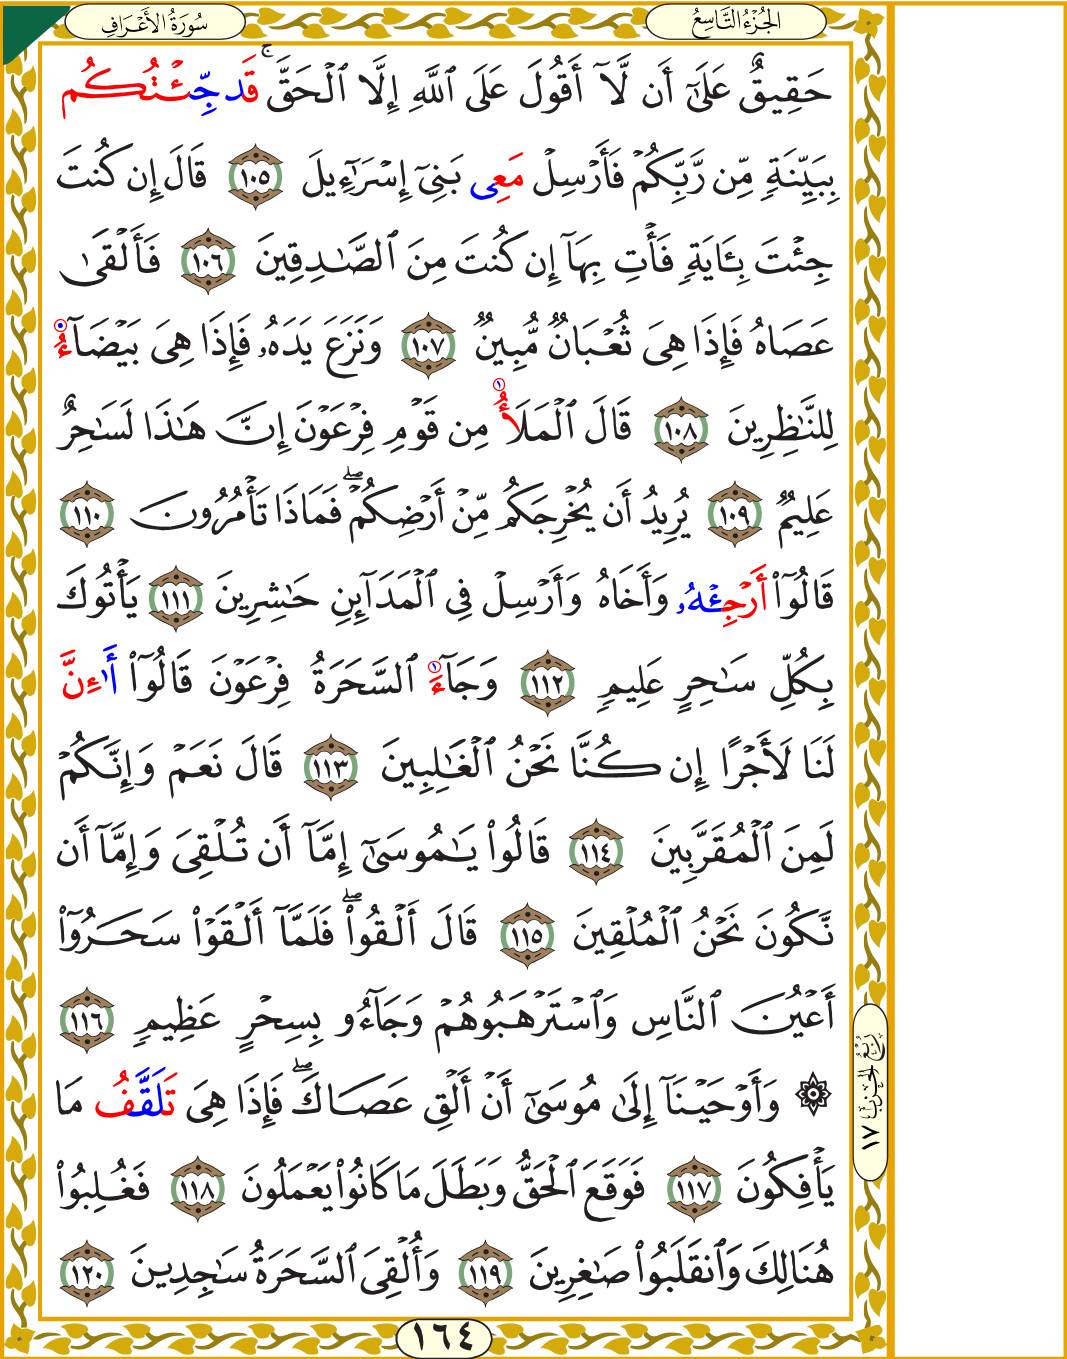 سُورَةُ الْأَعْرَافِ
الجُزْءُ التَّاسِعُ
حَقِيقٌ عَلَىٰٓ أَن لَّآ أَقُولَ عَلَى ٱللَّهِ إِلَّا ٱلْحَقَّۚ قَد جِّئْتُكُم
بِبَيِّنَةٍ مِّن رَّبِّكُمْ فَأَرْسِلْ مَعِى بَنِىٓ إِسْرَٰٓءِيلَ ١٠٥ قَالَ إِن كُنتَ
جِئْتَ بِـَٔايَةٍ فَأْتِ بِهَآ إِن كُنتَ مِنَ ٱلصَّٰدِقِينَ ١٠٦ فَأَلْقَىٰ
عَصَاهُ فَإِذَا هِىَ ثُعْبَانٌ مُّبِينٌ ١٠٧ وَنَزَعَ يَدَهُۥ فَإِذَا هِىَ بَيْضَآءُ
لِلنَّٰظِرِينَ ١٠٨ قَالَ ٱلْمَلَأُ مِن قَوْمِ فِرْعَوْنَ إِنَّ هَٰذَا لَسَٰحِرٌ
عَلِيمٌ ١٠٩ يُرِيدُ أَن يُخْرِجَكُم مِّنْ أَرْضِكُمْۖ فَمَاذَا تَأْمُرُونَ ١١٠
قَالُوٓا۟ أَرْجِئْهُۥ وَأَخَاهُ وَأَرْسِلْ فِى ٱلْمَدَآئِنِ حَٰشِرِينَ ١١١ يَأْتُوكَ
بِكُلِّ سَٰحِرٍ عَلِيمٍ ١١٢ وَجَآءَ ٱلسَّحَرَةُ فِرْعَوْنَ قَالُوٓا۟ أَا۬ءِنَّ
لَنَا لَأَجْرًا إِن كُنَّا نَحْنُ ٱلْغَٰلِبِينَ ١١٣ قَالَ نَعَمْ وَإِنَّكُمْ
لَمِنَ ٱلْمُقَرَّبِينَ ١١٤ قَالُوا۟ يَٰمُوسَىٰٓ إِمَّآ أَن تُلْقِىَ وَإِمَّآ أَن
نَّكُونَ نَحْنُ ٱلْمُلْقِينَ ١١٥ قَالَ أَلْقُوا۟ۖ فَلَمَّآ أَلْقَوْا۟ سَحَرُوٓا۟
أَعْيُنَ ٱلنَّاسِ وَٱسْتَرْهَبُوهُمْ وَجَآءُو بِسِحْرٍ عَظِيمٍ ١١٦
۞ وَأَوْحَيْنَآ إِلَىٰ مُوسَىٰٓ أَنْ أَلْقِ عَصَاكَۖ فَإِذَا هِىَ تَلَقَّفُ مَا
يَأْفِكُونَ ١١٧ فَوَقَعَ ٱلْحَقُّ وَبَطَلَ مَا كَانُوا۟ يَعْمَلُونَ ١١٨ فَغُلِبُوا۟
هُنَالِكَ وَٱنقَلَبُوا۟ صَٰغِرِينَ ١١٩ وَأُلْقِىَ ٱلسَّحَرَةُ سَٰجِدِينَ ١٢٠
رُبْعُ الْحِزْبِ ١٧
١٦٤